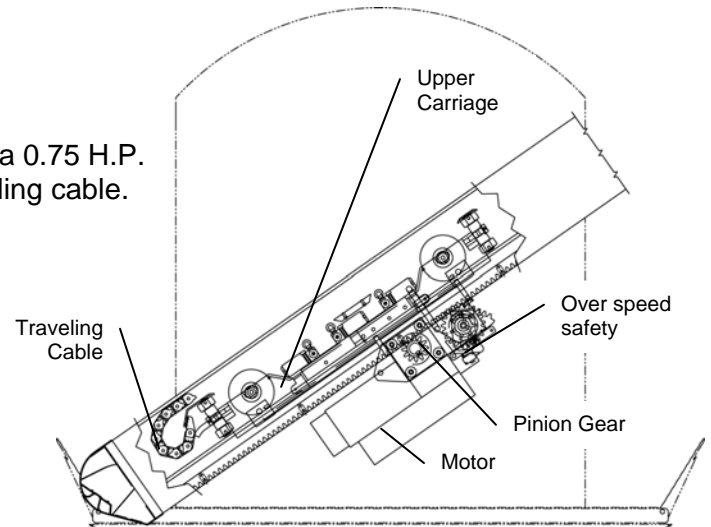 a 0.75 H.P.
ling cable.
Upper
Carriage
Traveling
Cable
Over speed
safety
Pinion Gear
Motor